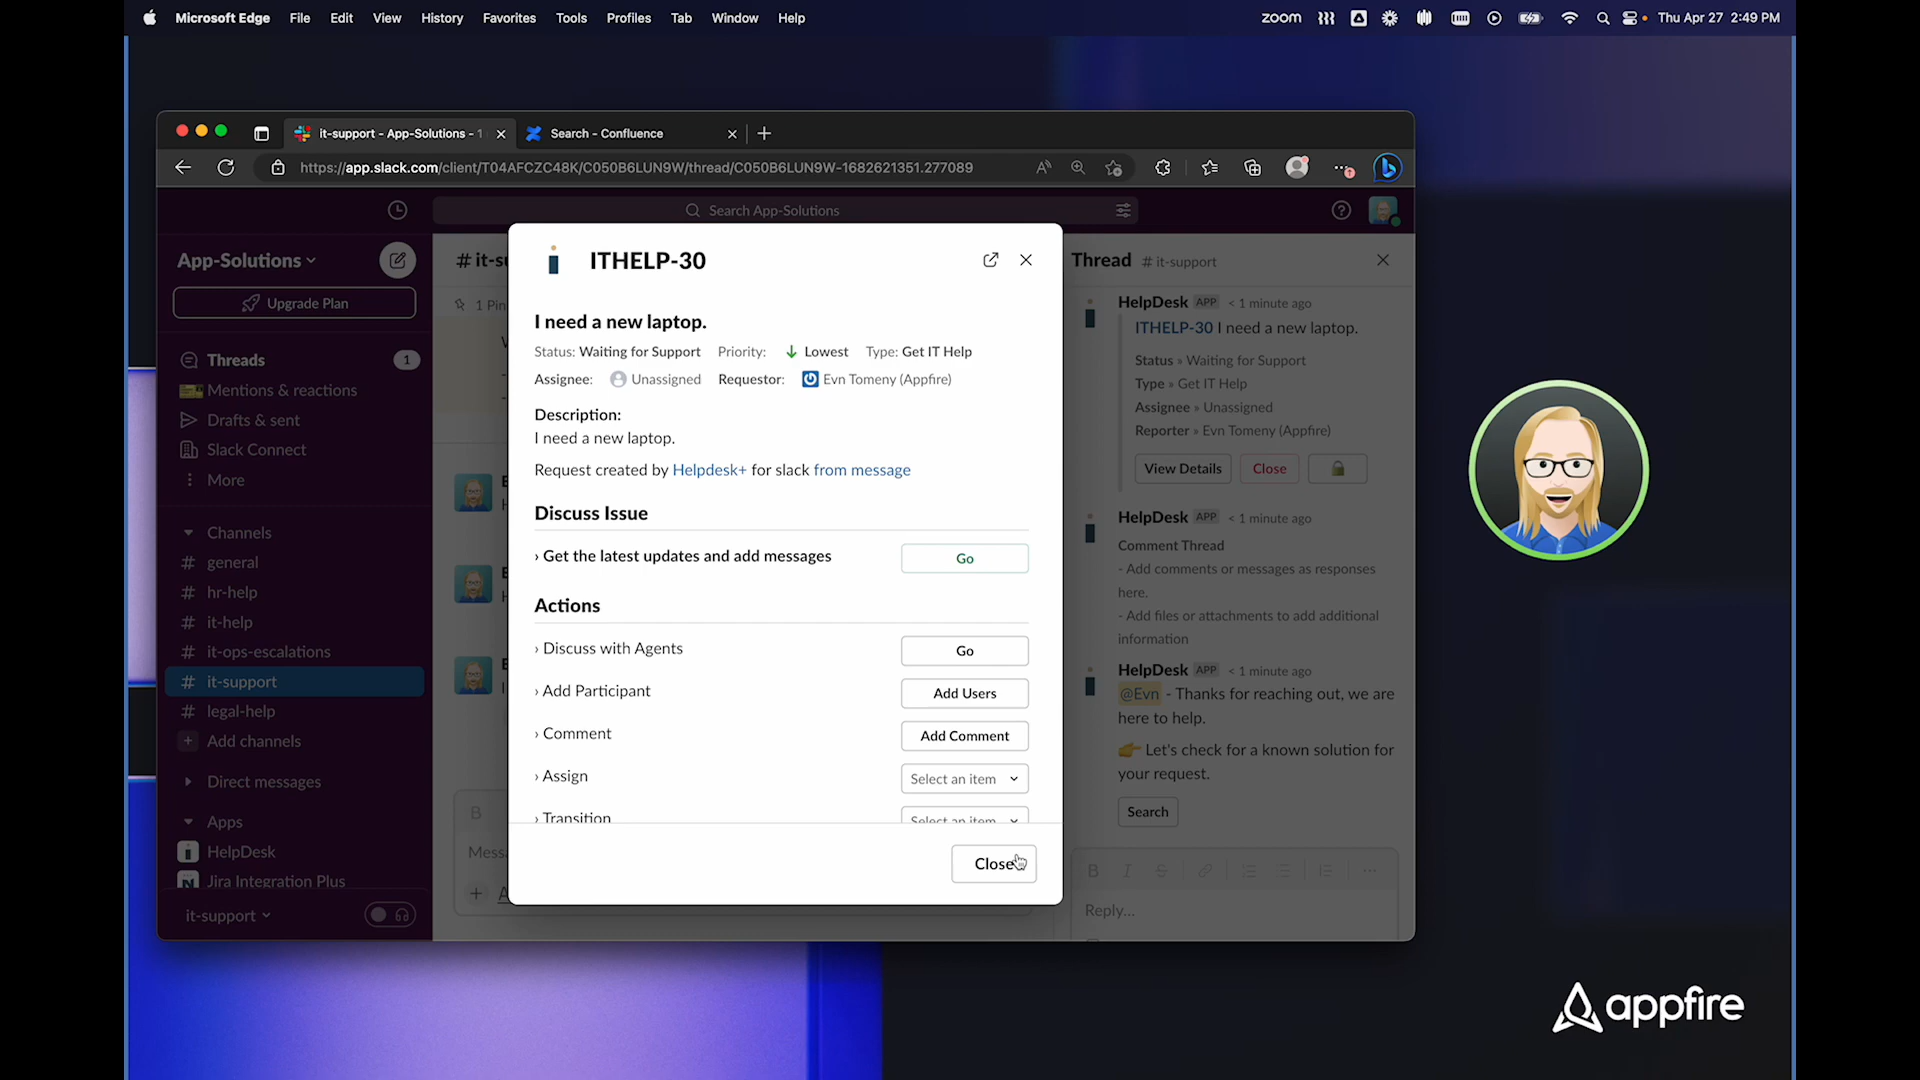 Microsoft Edge File Edit View History Favorites Tools Profiles Tab Window Help
zoom Thu Apr 27 2:49 PM
it-support - App-Solutions - 1
Search - Confluence
https://app.slack.com/client/T04AFCZC48K/C050B6LUN9W/thread/C050B6LUN9W-1682621351.277089
Search App-Solutions
App-Solutions
Upgrade Plan
Threads 1
Mentions & reactions
Drafts & sent
Slack Connect
More
Channels
# general
# hr-help
# it-help
# it-ops-escalations
# it-support
# legal-help
+ Add channels
Direct messages
Apps
HelpDesk
Jira Integration Plus
it-support
# it-su
1 Pin
ITHELP-30
I need a new laptop.
Status: Waiting for Support Priority: Lowest Type: Get IT Help
Assignee: Unassigned Requestor: Evn Tomeny (Appfire)
Description:
I need a new laptop.
Request created by Helpdesk+ for slack from message
Discuss Issue
› Get the latest updates and add messages Go
Actions
› Discuss with Agents Go
› Add Participant Add Users
› Comment Add Comment
› Assign Select an item
› Transition Select an item
Close
B
Mess
Thread # it-support
HelpDesk APP < 1 minute ago
ITHELP-30 I need a new laptop.
Status » Waiting for Support
Type » Get IT Help
Assignee » Unassigned
Reporter » Evn Tomeny (Appfire)
View Details Close
HelpDesk APP < 1 minute ago
Comment Thread
- Add comments or messages as responses
here.
- Add files or attachments to add additional
information
HelpDesk APP < 1 minute ago
@Evn - Thanks for reaching out, we are
here to help.
Let's check for a known solution for
your request.
Search
B I S
Reply...
appfire